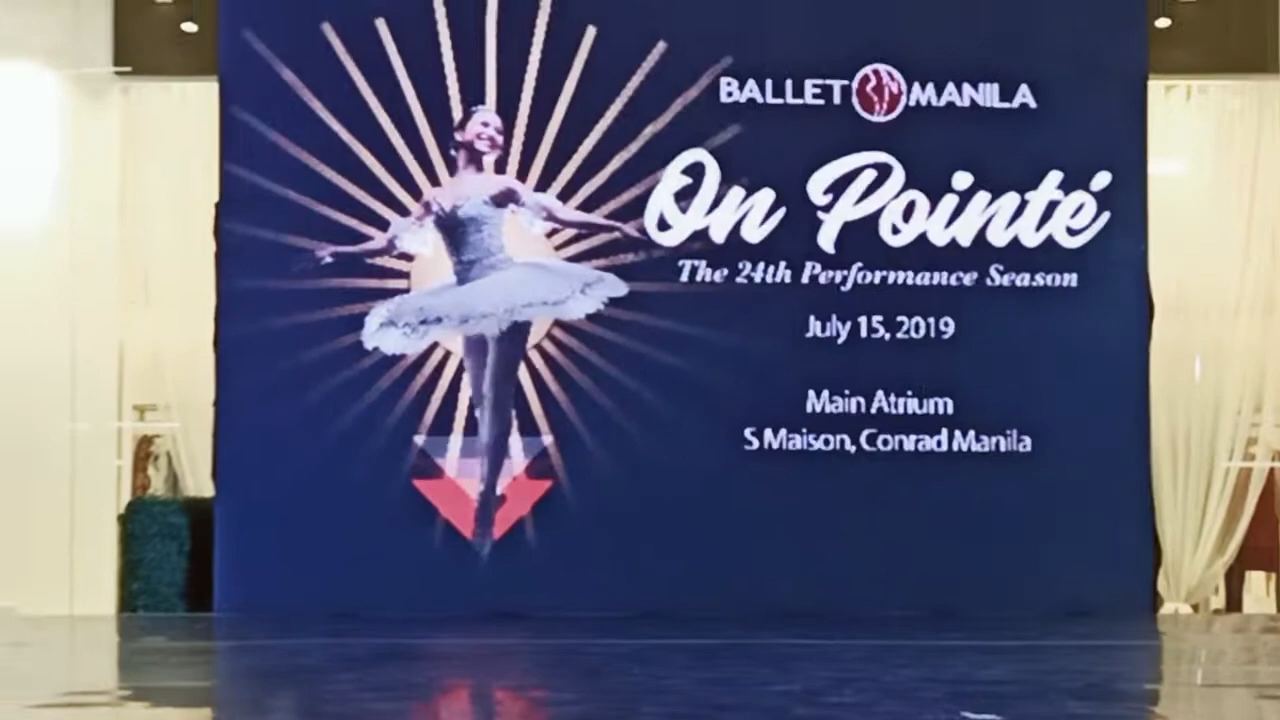 BALLET MANILA
On Pointé
The 24th Performance Season
July 15, 2019
Main Atrium
S Maison, Conrad Manila